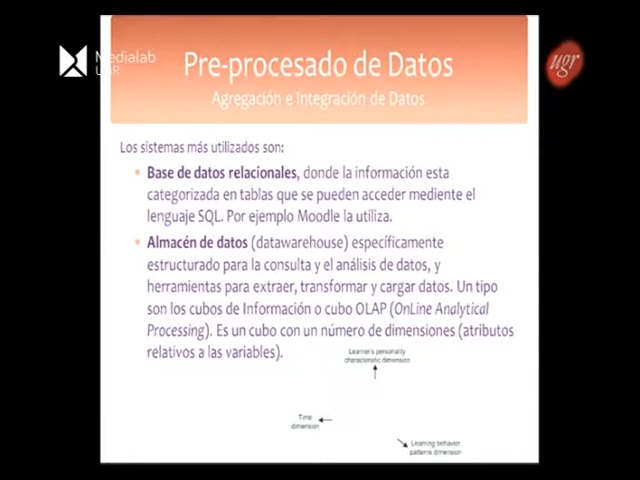 Medialab
UGR
ugr
Pre-procesado de Datos
Agregación e Integración de Datos
Los sistemas más utilizados son:
• Base de datos relacionales, donde la información esta
categorizada en tablas que se pueden acceder mediente el
lenguaje SQL. Por ejemplo Moodle la utiliza.
• Almacén de datos (datawarehouse) específicamente
estructurado para la consulta y el análisis de datos, y
herramientas para extraer, transformar y cargar datos. Un tipo
son los cubos de Información o cubo OLAP (OnLine Analytical
Processing). Es un cubo con un número de dimensiones (atributos
relativos a las variables).
Learner's personality
characteristic dimension
Time
dimension
Learning behavior
patterns dimension